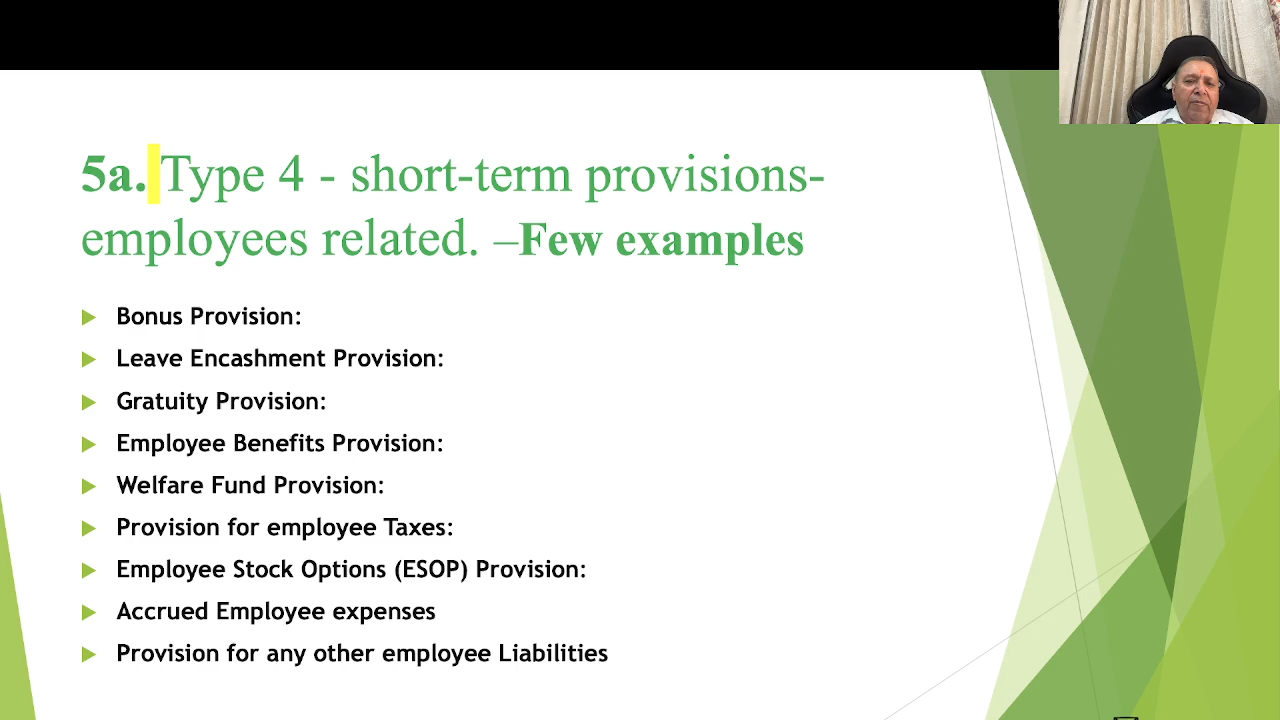 5a. Type 4 - short-term provisions-
employees related. –Few examples
Bonus Provision:
Leave Encashment Provision:
Gratuity Provision:
Employee Benefits Provision:
Welfare Fund Provision:
Provision for employee Taxes:
Employee Stock Options (ESOP) Provision:
Accrued Employee expenses
Provision for any other employee Liabilities